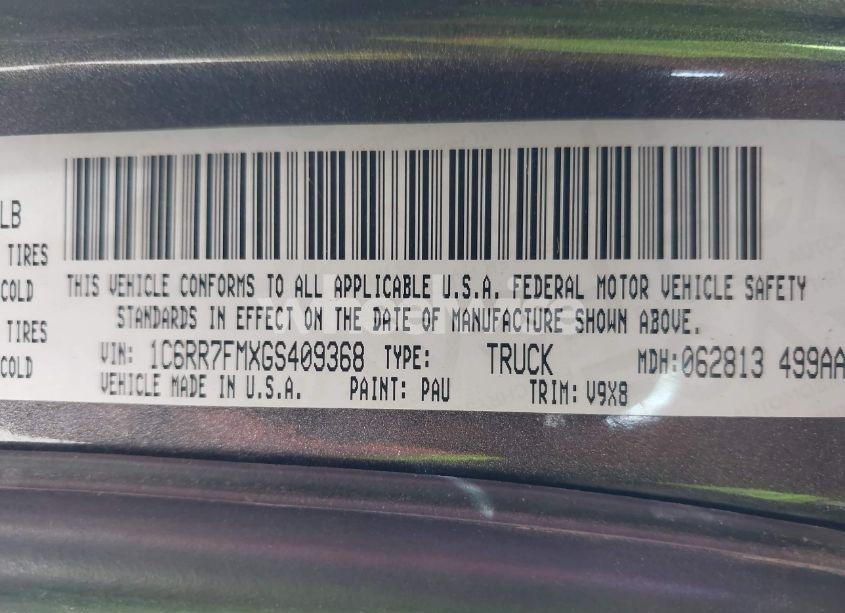 LB
TIRES
COLD
TIRES
COLD
THIS VEHICLE CONFORMS TO ALL APPLICABLE U.S.A. FEDERAL MOTOR VEHICLE SAFETY
STANDARDS IN EFFECT ON THE DATE OF MANUFACTURE SHOWN ABOVE.
VIN: 1C6RR7FMXGS409368 TYPE: TRUCK MDH:062813 499AA
VEHICLE MADE IN U.S.A. PAINT: PAU TRIM: V9X8